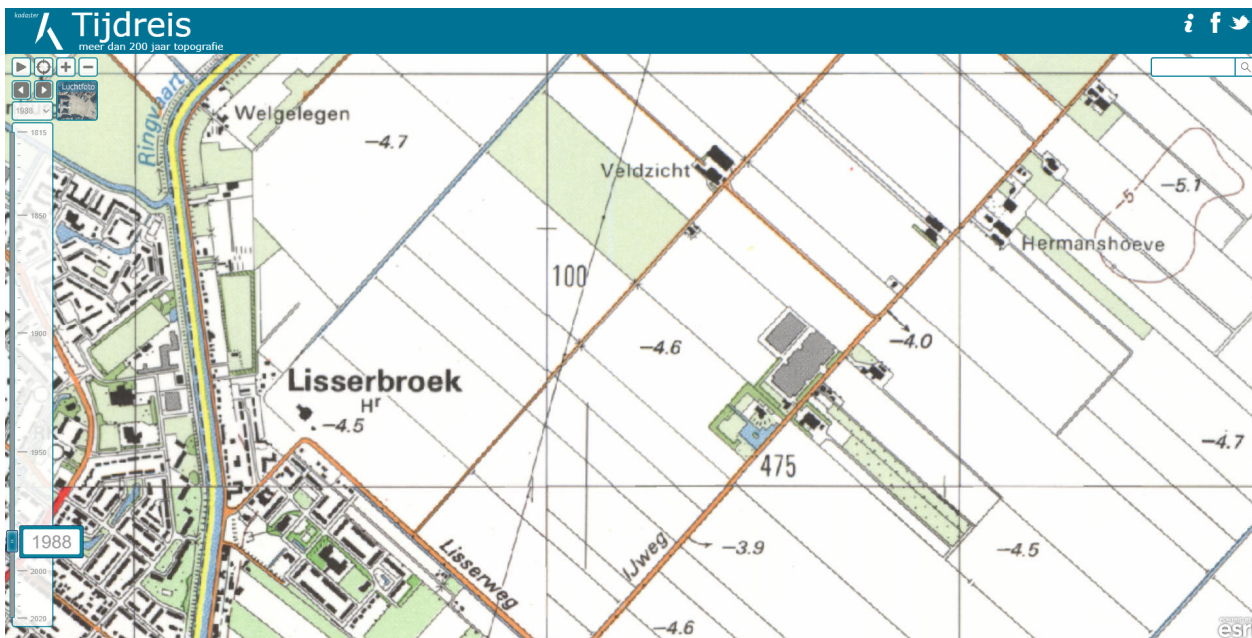 kadaster
Tijdreis
meer dan 200 jaar topografie
Luchtfoto
1988
1815
1850
1900
1950
1988
2000
2020
Ringvaart
Welgelegen
-4.7
Veldzicht
-5.1
-5
Hermanshoeve
100
-4.6
-4.0
Lisserbroek
Hr
-4.5
475
-4.7
Lisserweg
IJweg
-3.9
-4.5
-4.6
esri